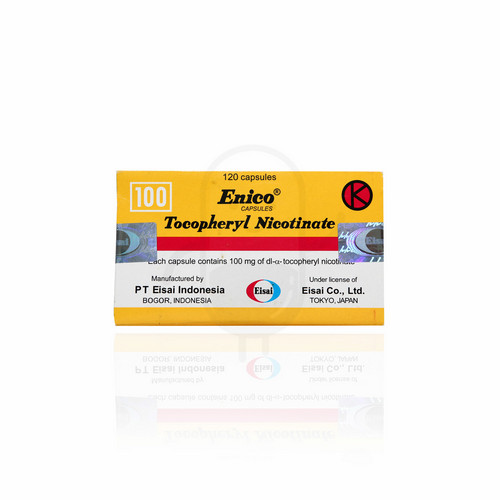 120 capsules
100
Enico®
CAPSULES
K
Tocopheryl Nicotinate
Each capsule contains 100 mg of dl-α-tocopheryl nicotinate
Manufactured by
PT Eisai Indonesia
BOGOR, INDONESIA
Eisai
Under license of
Eisai Co., Ltd.
TOKYO, JAPAN